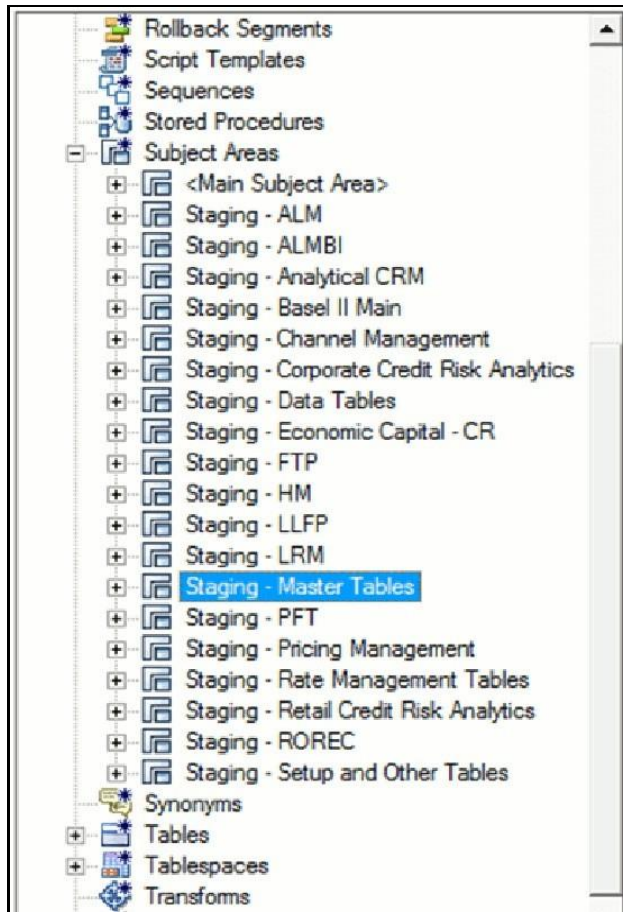 Rollback Segments
Script Templates
Sequences
Stored Procedures
Subject Areas
<Main Subject Area>
Staging - ALM
Staging - ALMBI
Staging - Analytical CRM
Staging - Basel II Main
Staging - Channel Management
Staging - Corporate Credit Risk Analytics
Staging - Data Tables
Staging - Economic Capital - CR
Staging - FTP
Staging - HM
Staging - LLFP
Staging - LRM
Staging - Master Tables
Staging - PFT
Staging - Pricing Management
Staging - Rate Management Tables
Staging - Retail Credit Risk Analytics
Staging - ROREC
Staging - Setup and Other Tables
Synonyms
Tables
Tablespaces
Transforms